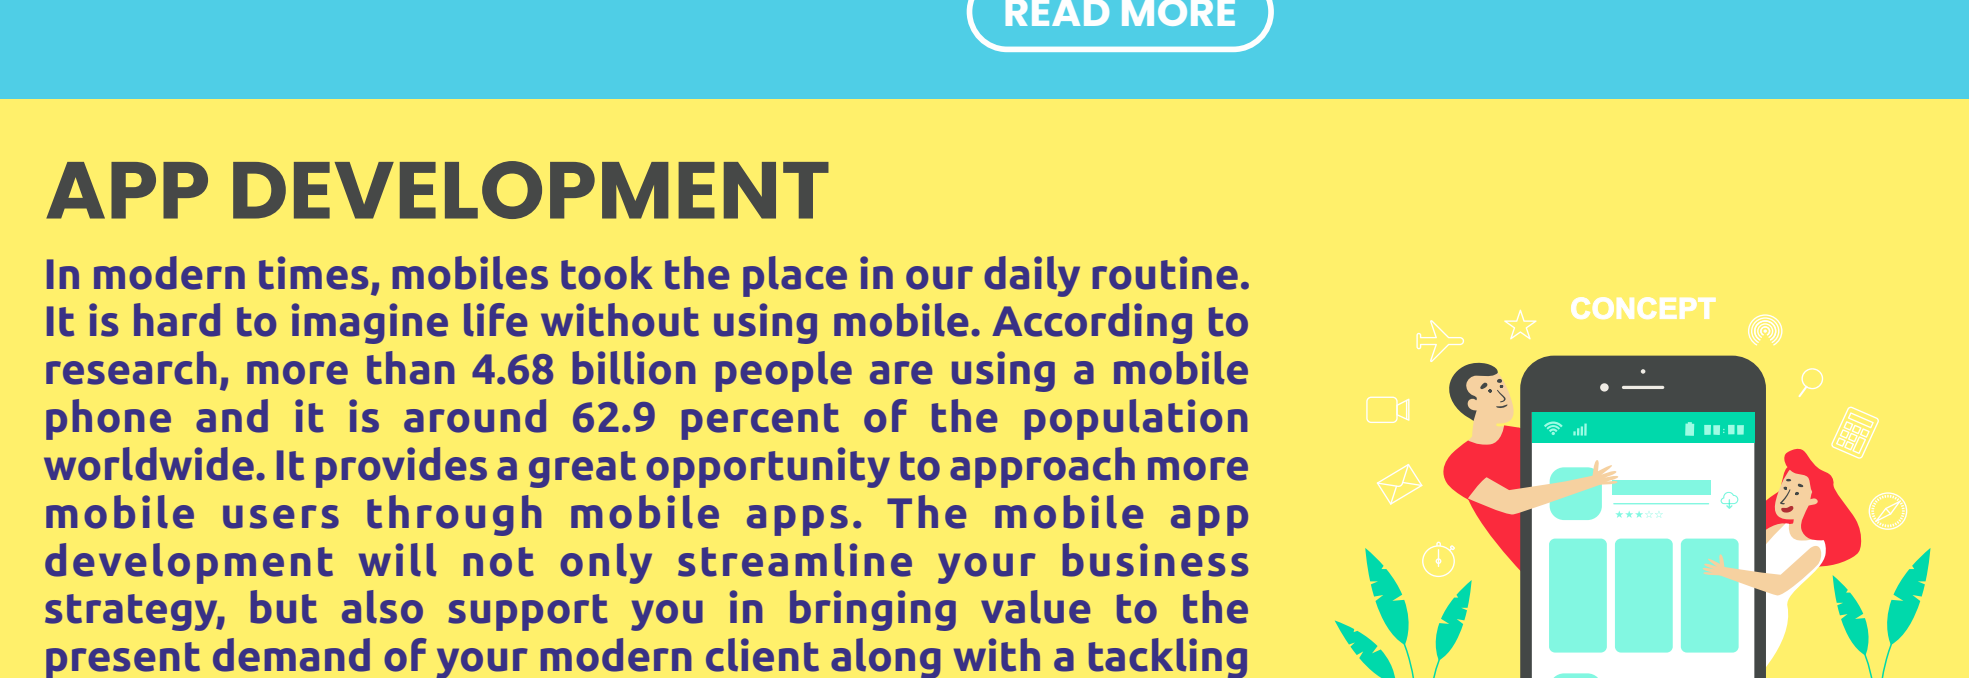 READ MORE
APP DEVELOPMENT
In modern times, mobiles took the place in our daily routine.
It is hard to imagine life without using mobile. According to
research, more than 4.68 billion people are using a mobile
phone and it is around 62.9 percent of the population
worldwide. It provides a great opportunity to approach more
mobile users through mobile apps. The mobile app
development will not only streamline your business
strategy, but also support you in bringing value to the
present demand of your modern client along with a tackling
CONCEPT